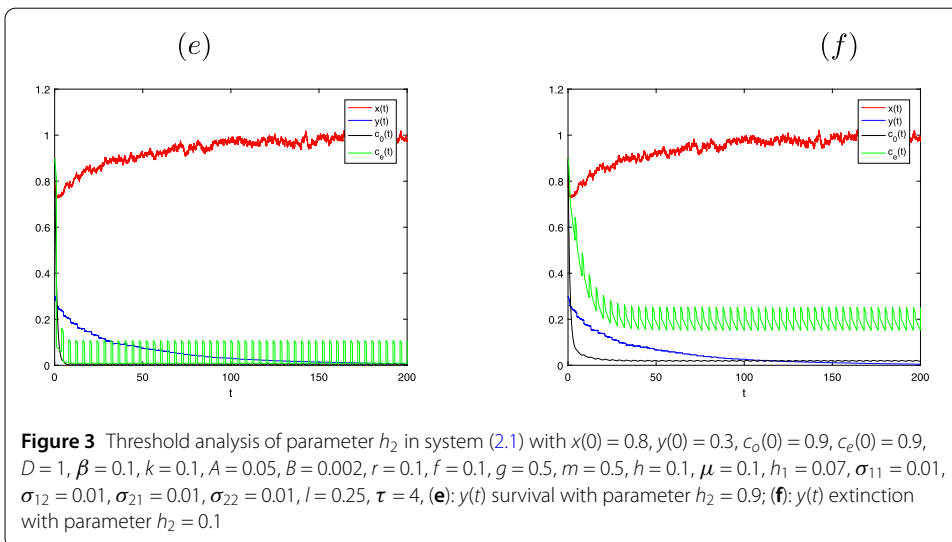 (e) (f)
1.2 1.2
x(t) x(t)
y(t) y(t)
c_o(t) c_o(t)
c_e(t) c_e(t)
1 1
0.8 0.8
0.6 0.6
0.4 0.4
0.2 0.2
0 0
0 50 100 150 200 0 50 100 150 200
t t
Figure 3 Threshold analysis of parameter h₂ in system (2.1) with x(0) = 0.8, y(0) = 0.3, cₒ(0) = 0.9, cₑ(0) = 0.9,
D = 1, β = 0.1, k = 0.1, A = 0.05, B = 0.002, r = 0.1, f = 0.1, g = 0.5, m = 0.5, h = 0.1, μ = 0.1, h₁ = 0.07, σ₁₁ = 0.01,
σ₁₂ = 0.01, σ₂₁ = 0.01, σ₂₂ = 0.01, l = 0.25, τ = 4, (e): y(t) survival with parameter h₂ = 0.9; (f): y(t) extinction
with parameter h₂ = 0.1